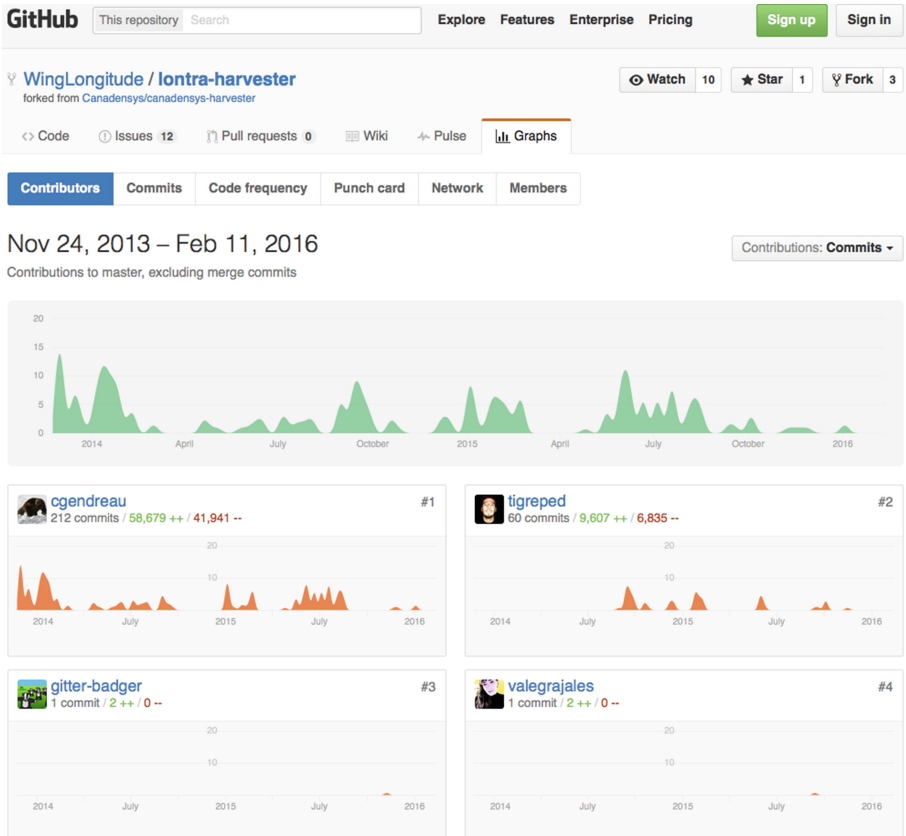 GitHub This repository Search Explore Features Enterprise Pricing Sign up Sign in
WingLongitude / lontra-harvester Watch 10 Star 1 Fork 3
forked from Canadensys/canadensys-harvester
Code Issues 12 Pull requests 0 Wiki Pulse Graphs
Contributors Commits Code frequency Punch card Network Members
Nov 24, 2013 – Feb 11, 2016
Contributions: Commits
Contributions to master, excluding merge commits
20
15
10
5
0
2014 April July October 2015 April July October 2016
cgendreau #1
212 commits / 58,679 ++ / 41,941 --
20
10
2014 July 2015 July 2016
tigreped #2
60 commits / 9,607 ++ / 6,835 --
20
10
2014 July 2015 July 2016
gitter-badger #3
1 commit / 2 ++ / 0 --
20
10
2014 July 2015 July 2016
valegrajales #4
1 commit / 2 ++ / 0 --
20
10
2014 July 2015 July 2016